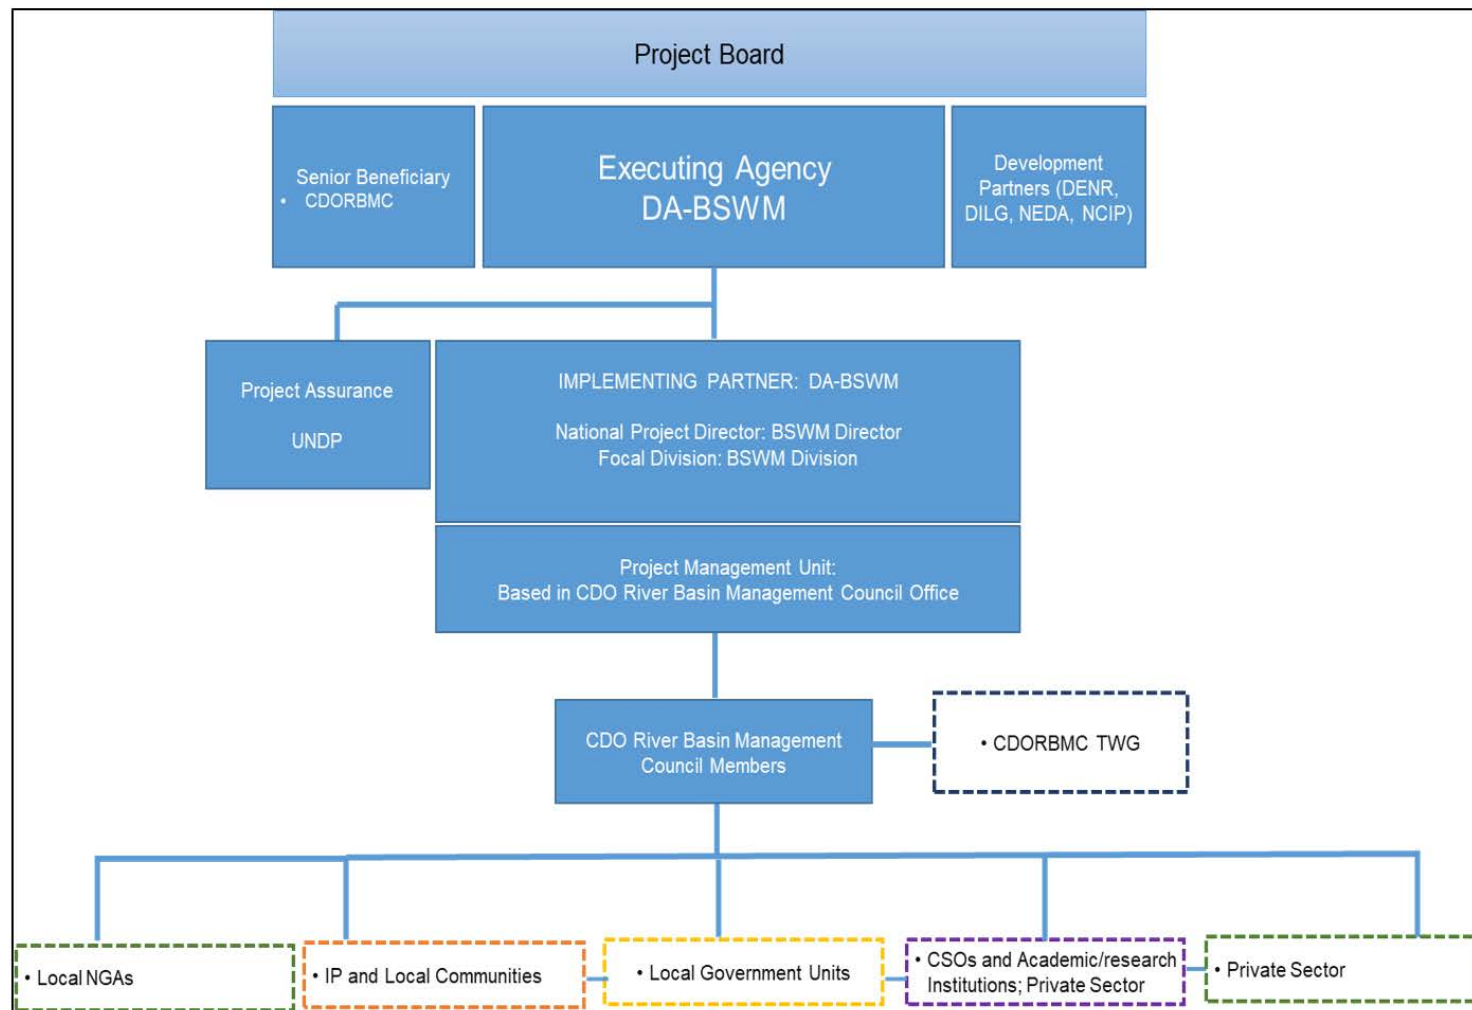 Project Board
Senior Beneficiary
• CDORBMC
Executing Agency
DA-BSWM
Development
Partners (DENR,
DILG, NEDA, NCIP)
Project Assurance
UNDP
IMPLEMENTING PARTNER: DA-BSWM
National Project Director: BSWM Director
Focal Division: BSWM Division
Project Management Unit:
Based in CDO River Basin Management Council Office
CDO River Basin Management
Council Members
• CDORBMC TWG
• Local NGAs
• IP and Local Communities
• Local Government Units
• CSOs and Academic/research
Institutions; Private Sector
• Private Sector